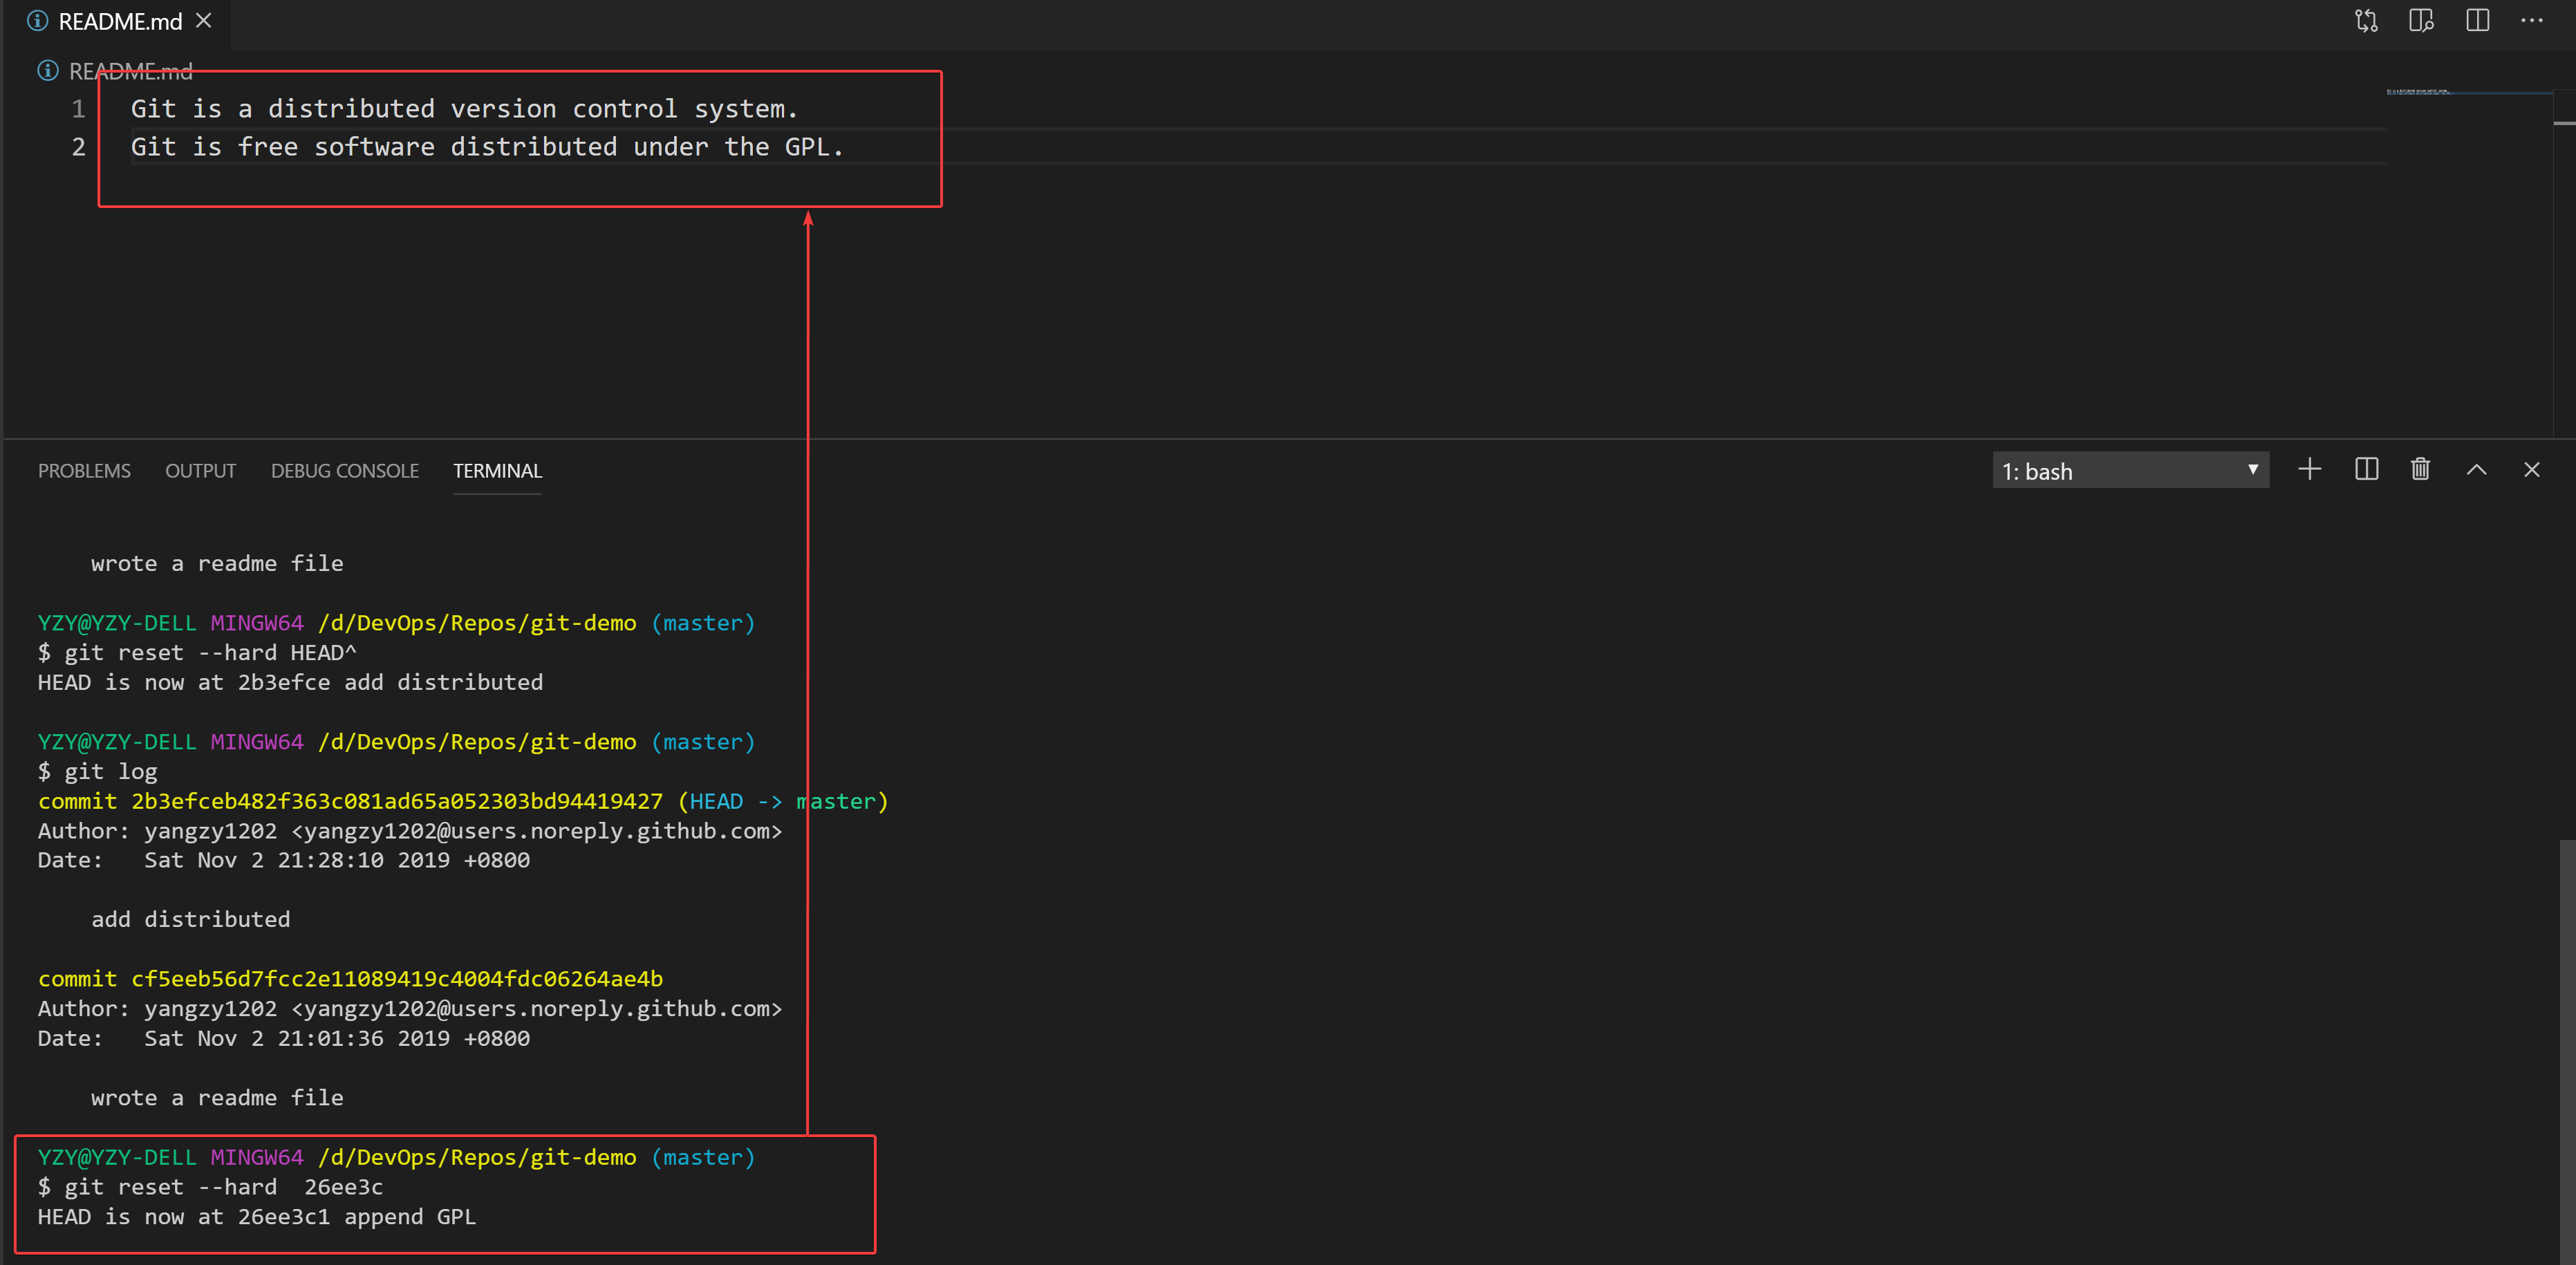 README.md
README.md
1 Git is a distributed version control system.
2 Git is free software distributed under the GPL.
PROBLEMS OUTPUT DEBUG CONSOLE TERMINAL 1: bash
wrote a readme file
YZY@YZY-DELL MINGW64 /d/DevOps/Repos/git-demo (master)
$ git reset --hard HEAD^
HEAD is now at 2b3efce add distributed
YZY@YZY-DELL MINGW64 /d/DevOps/Repos/git-demo (master)
$ git log
commit 2b3efceb482f363c081ad65a052303bd94419427 (HEAD -> master)
Author: yangzy1202 <yangzy1202@users.noreply.github.com>
Date:   Sat Nov 2 21:28:10 2019 +0800
add distributed
commit cf5eeb56d7fcc2e11089419c4004fdc06264ae4b
Author: yangzy1202 <yangzy1202@users.noreply.github.com>
Date:   Sat Nov 2 21:01:36 2019 +0800
wrote a readme file
YZY@YZY-DELL MINGW64 /d/DevOps/Repos/git-demo (master)
$ git reset --hard  26ee3c
HEAD is now at 26ee3c1 append GPL